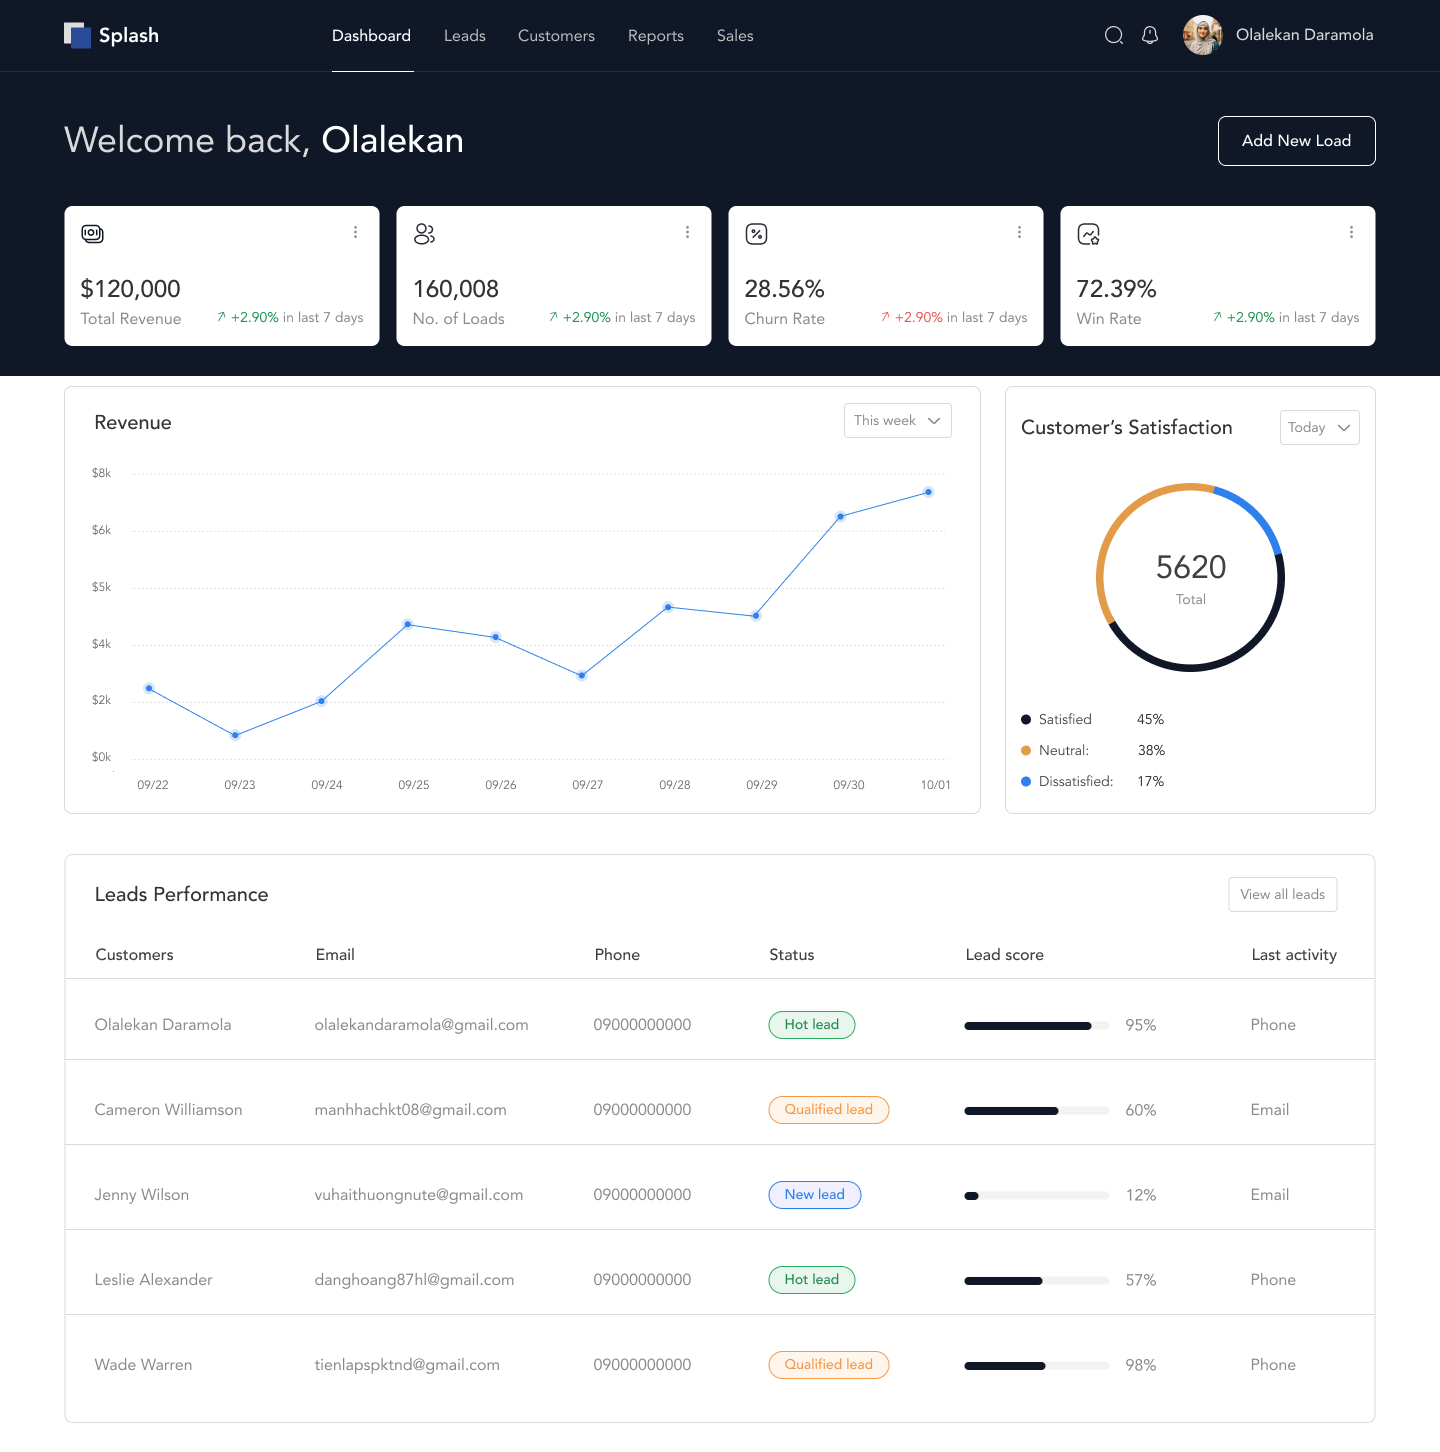 Splash
Dashboard Leads Customers Reports Sales
Olalekan Daramola
Welcome back, Olalekan
Add New Load
$120,000
Total Revenue
+2.90% in last 7 days
160,008
No. of Loads
+2.90% in last 7 days
28.56%
Churn Rate
+2.90% in last 7 days
72.39%
Win Rate
+2.90% in last 7 days
Revenue
This week
$8k
$6k
$5k
$4k
$2k
$0k
09/22 09/23 09/24 09/25 09/26 09/27 09/28 09/29 09/30 10/01
Customer’s Satisfaction
Today
5620
Total
Satisfied 45%
Neutral: 38%
Dissatisfied: 17%
Leads Performance
View all leads
Customers Email Phone Status Lead score Last activity
Olalekan Daramola olalekandaramola@gmail.com 09000000000 Hot lead 95% Phone
Cameron Williamson manhhachkt08@gmail.com 09000000000 Qualified lead 60% Email
Jenny Wilson vuhaithuongnute@gmail.com 09000000000 New lead 12% Email
Leslie Alexander danghoang87hl@gmail.com 09000000000 Hot lead 57% Phone
Wade Warren tienlapspktnd@gmail.com 09000000000 Qualified lead 98% Phone